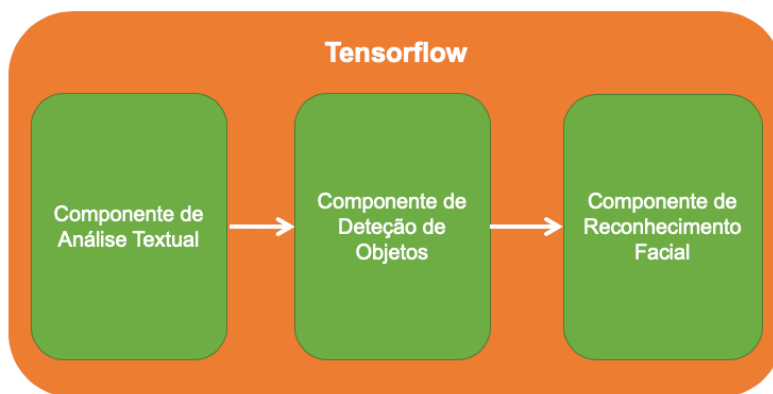 Tensorflow
Componente de
Análise Textual
Componente de
Deteção de
Objetos
Componente de
Reconhecimento
Facial